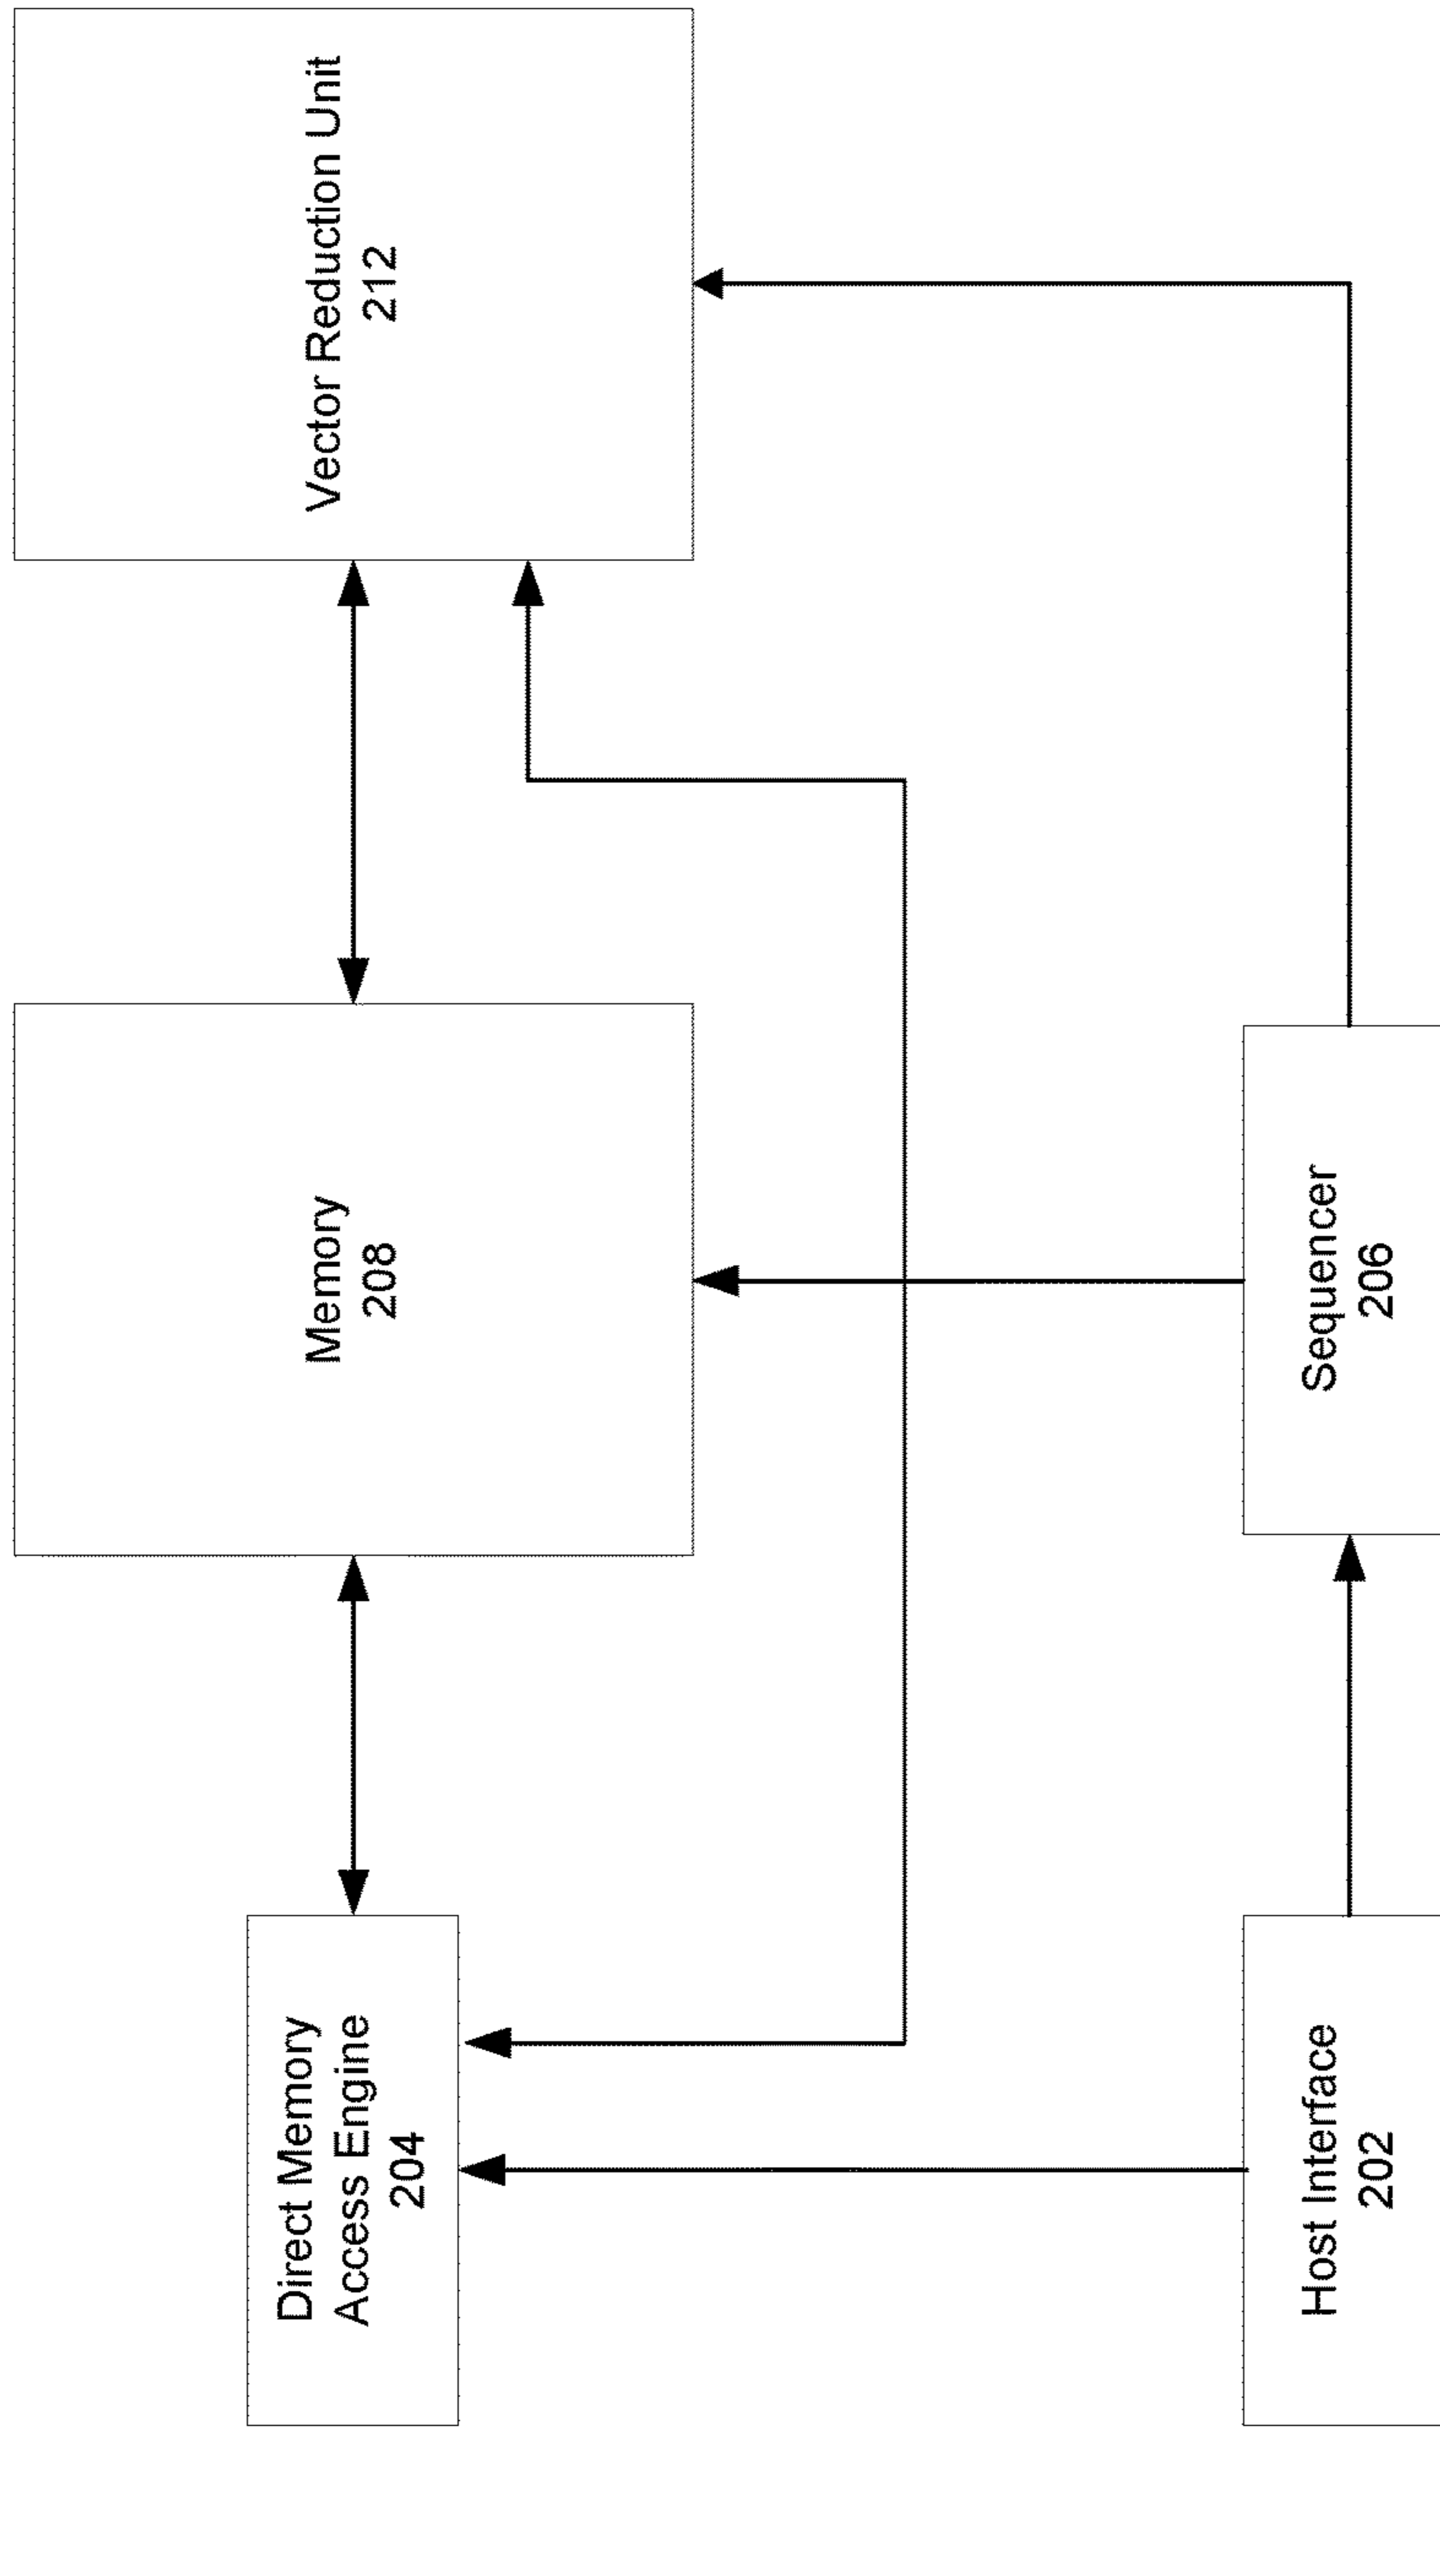 Direct Memory
Access Engine
204
Memory
208
Vector Reduction Unit
212
Host Interface
202
Sequencer
206